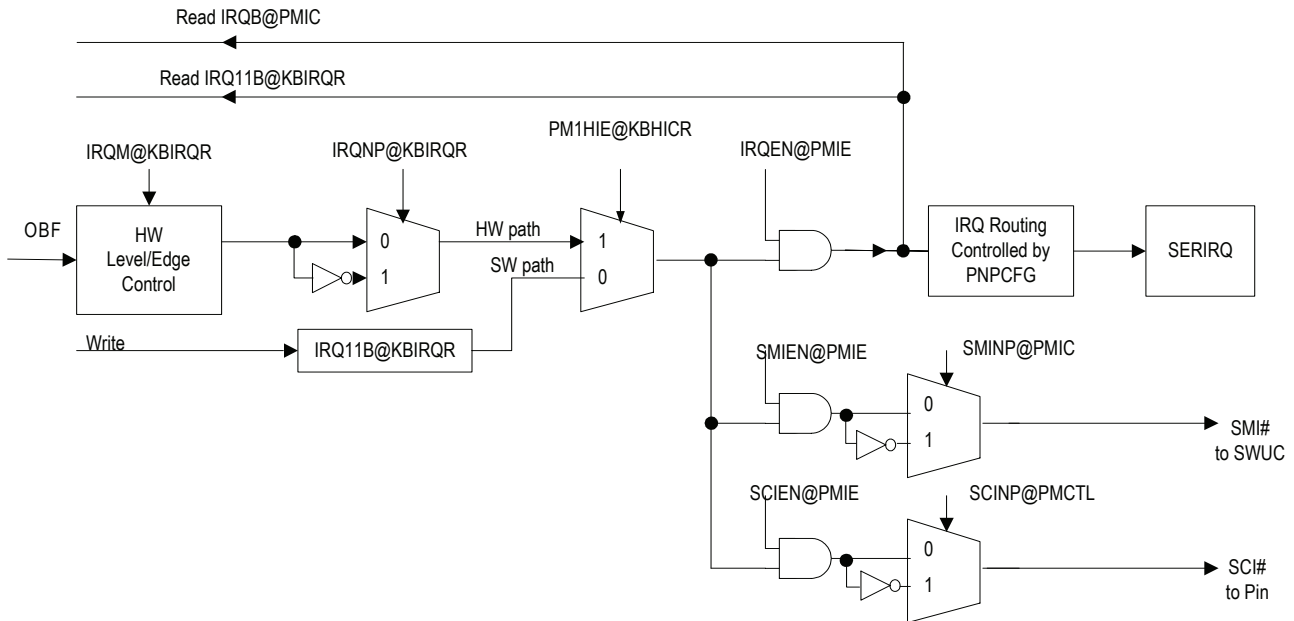 Read IRQB@PMIC
Read IRQ11B@KBIRQR
PM1HIE@KBHICR
IRQM@KBIRQR
IRQNP@KBIRQR
IRQEN@PMIE
OBF
HW
Level/Edge
Control
0
1
HW path
SW path
1
0
IRQ Routing
Controlled by
PNPCFG
SERIRQ
Write
IRQ11B@KBIRQR
SMIEN@PMIE
SMINP@PMIC
0
1
SMI#
to SWUC
SCIEN@PMIE
SCINP@PMCTL
0
1
SCI#
to Pin